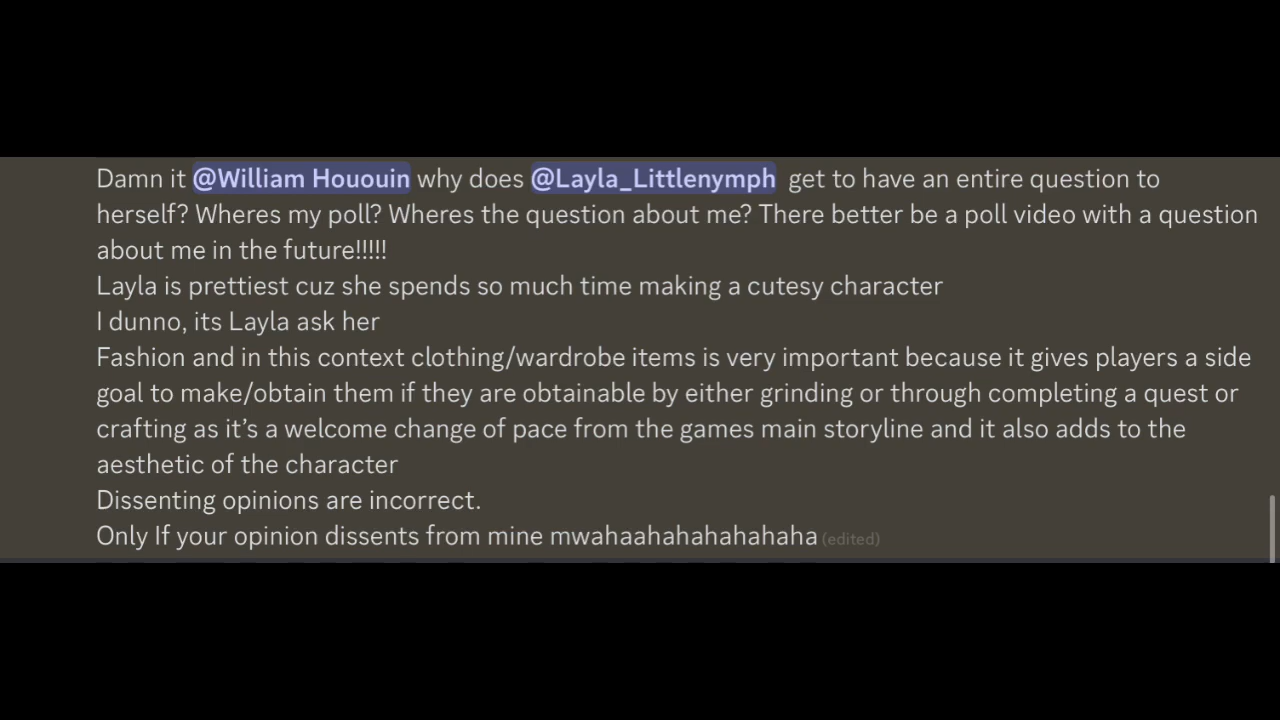 Damn it @William Hououin why does @Layla_Littlenymph get to have an entire question to
herself? Wheres my poll? Wheres the question about me? There better be a poll video with a question
about me in the future!!!!!
Layla is prettiest cuz she spends so much time making a cutesy character
I dunno, its Layla ask her
Fashion and in this context clothing/wardrobe items is very important because it gives players a side
goal to make/obtain them if they are obtainable by either grinding or through completing a quest or
crafting as it’s a welcome change of pace from the games main storyline and it also adds to the
aesthetic of the character
Dissenting opinions are incorrect.
Only If your opinion dissents from mine mwahaahahahahahaha (edited)